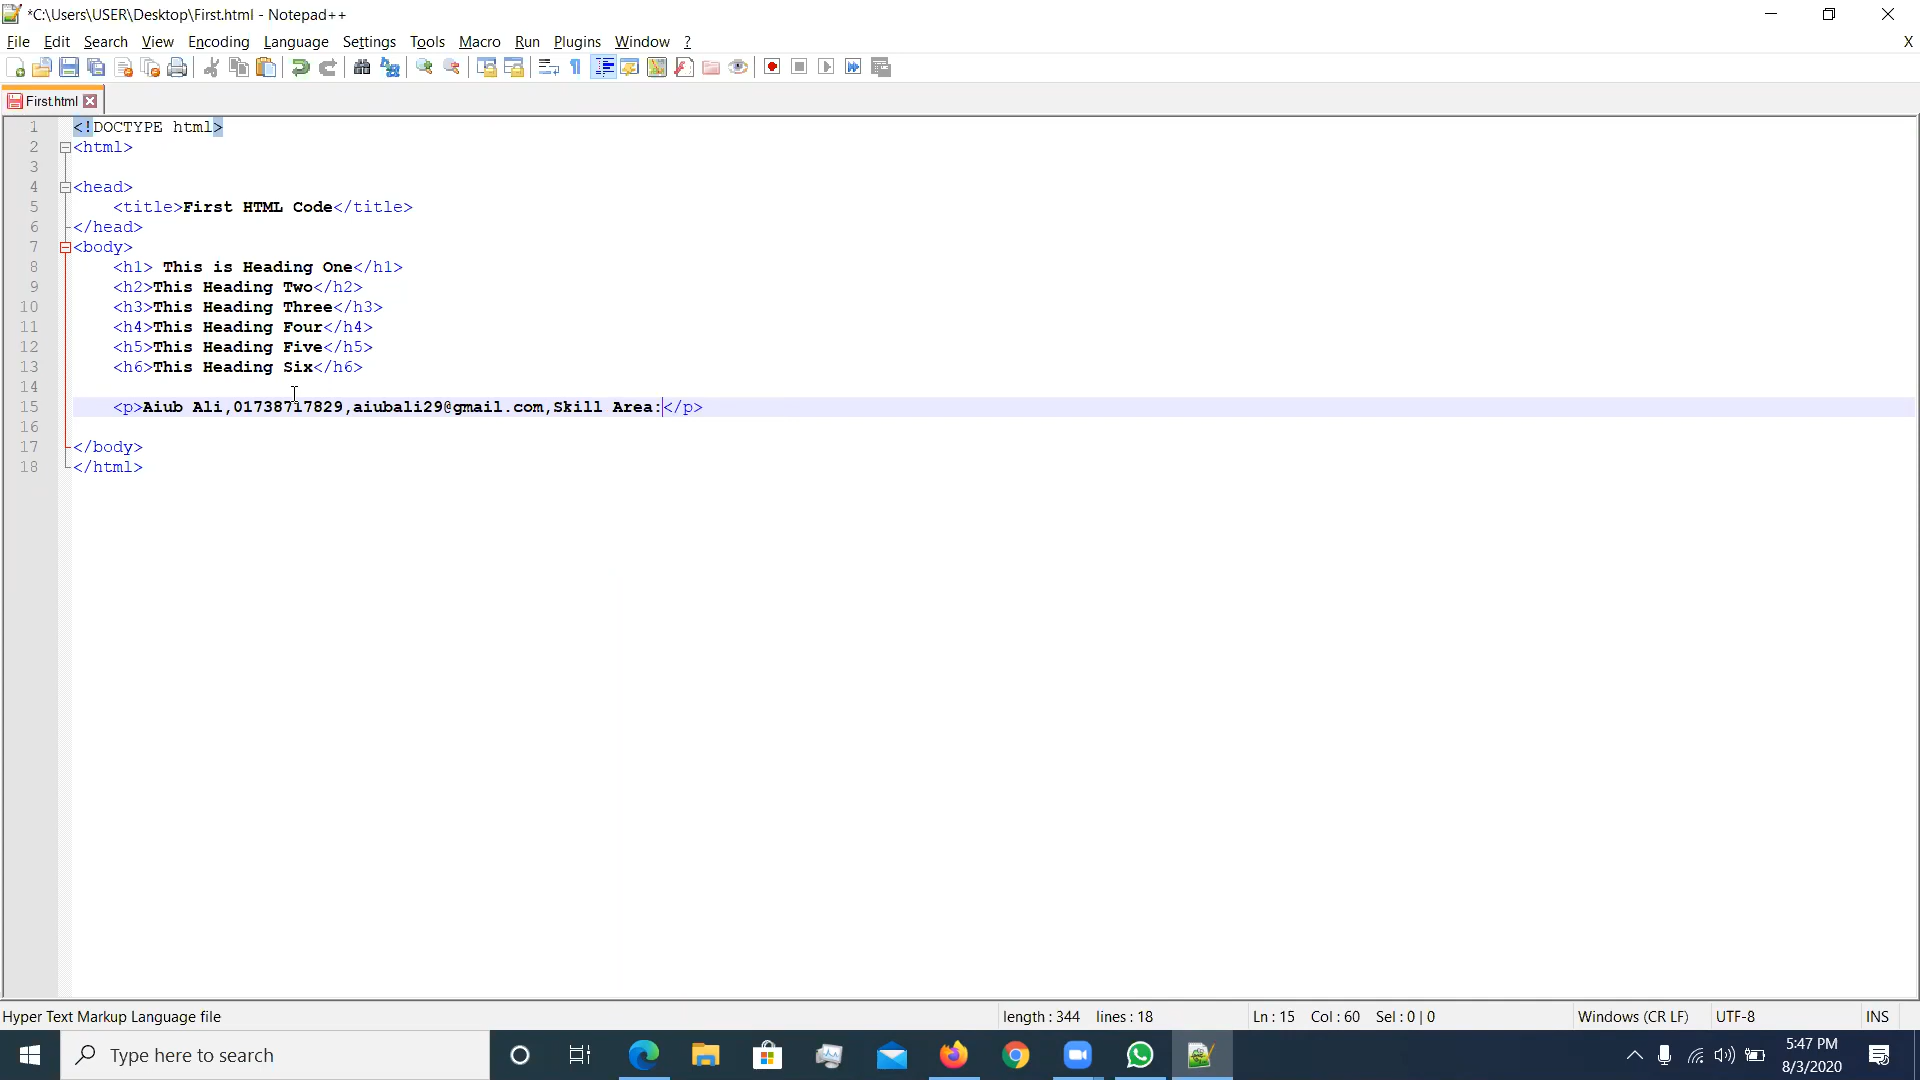 *C:\Users\USER\Desktop\First.html - Notepad++
File Edit Search View Encoding Language Settings Tools Macro Run Plugins Window ? X
First.html
1 <!DOCTYPE html>
2 <html>
3
4 <head>
5 <title>First HTML Code</title>
6 </head>
7 <body>
8 <h1> This is Heading One</h1>
9 <h2>This Heading Two</h2>
10 <h3>This Heading Three</h3>
11 <h4>This Heading Four</h4>
12 <h5>This Heading Five</h5>
13 <h6>This Heading Six</h6>
14
15 <p>Aiub Ali,01738717829,aiubali29@gmail.com,Skill Area:</p>
16
17 </body>
18 </html>
Hyper Text Markup Language file length : 344 lines : 18 Ln : 15 Col : 60 Sel : 0 | 0 Windows (CR LF) UTF-8 INS
Type here to search
5:47 PM
8/3/2020